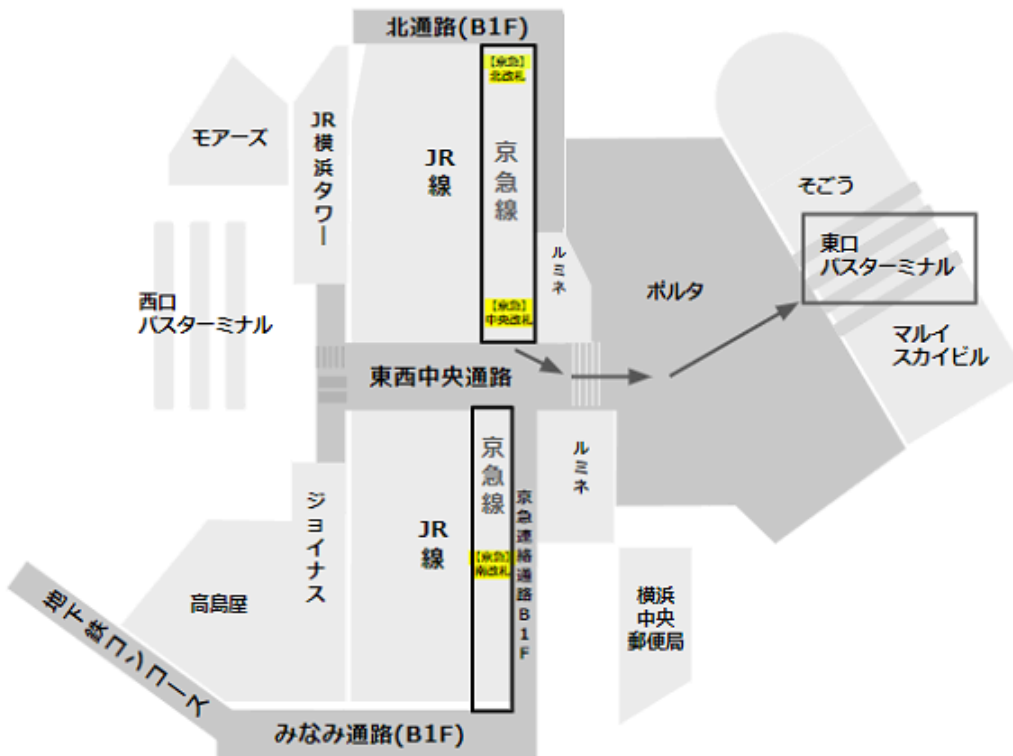 北通路(B1F)
【京急】
北改札
モアーズ
JR横浜タワー
JR
線
京急線
そごう
東口
バスターミナル
ルミネ
ポルタ
西口
バスターミナル
【京急】
中央改札
マルイ
スカイビル
東西中央通路
京急線
ルミネ
ジョイナス
JR
線
京急連絡通路B1F
【京急】
南改札
高島屋
横浜
中央
郵便局
地下鉄コンコース
みなみ通路(B1F)